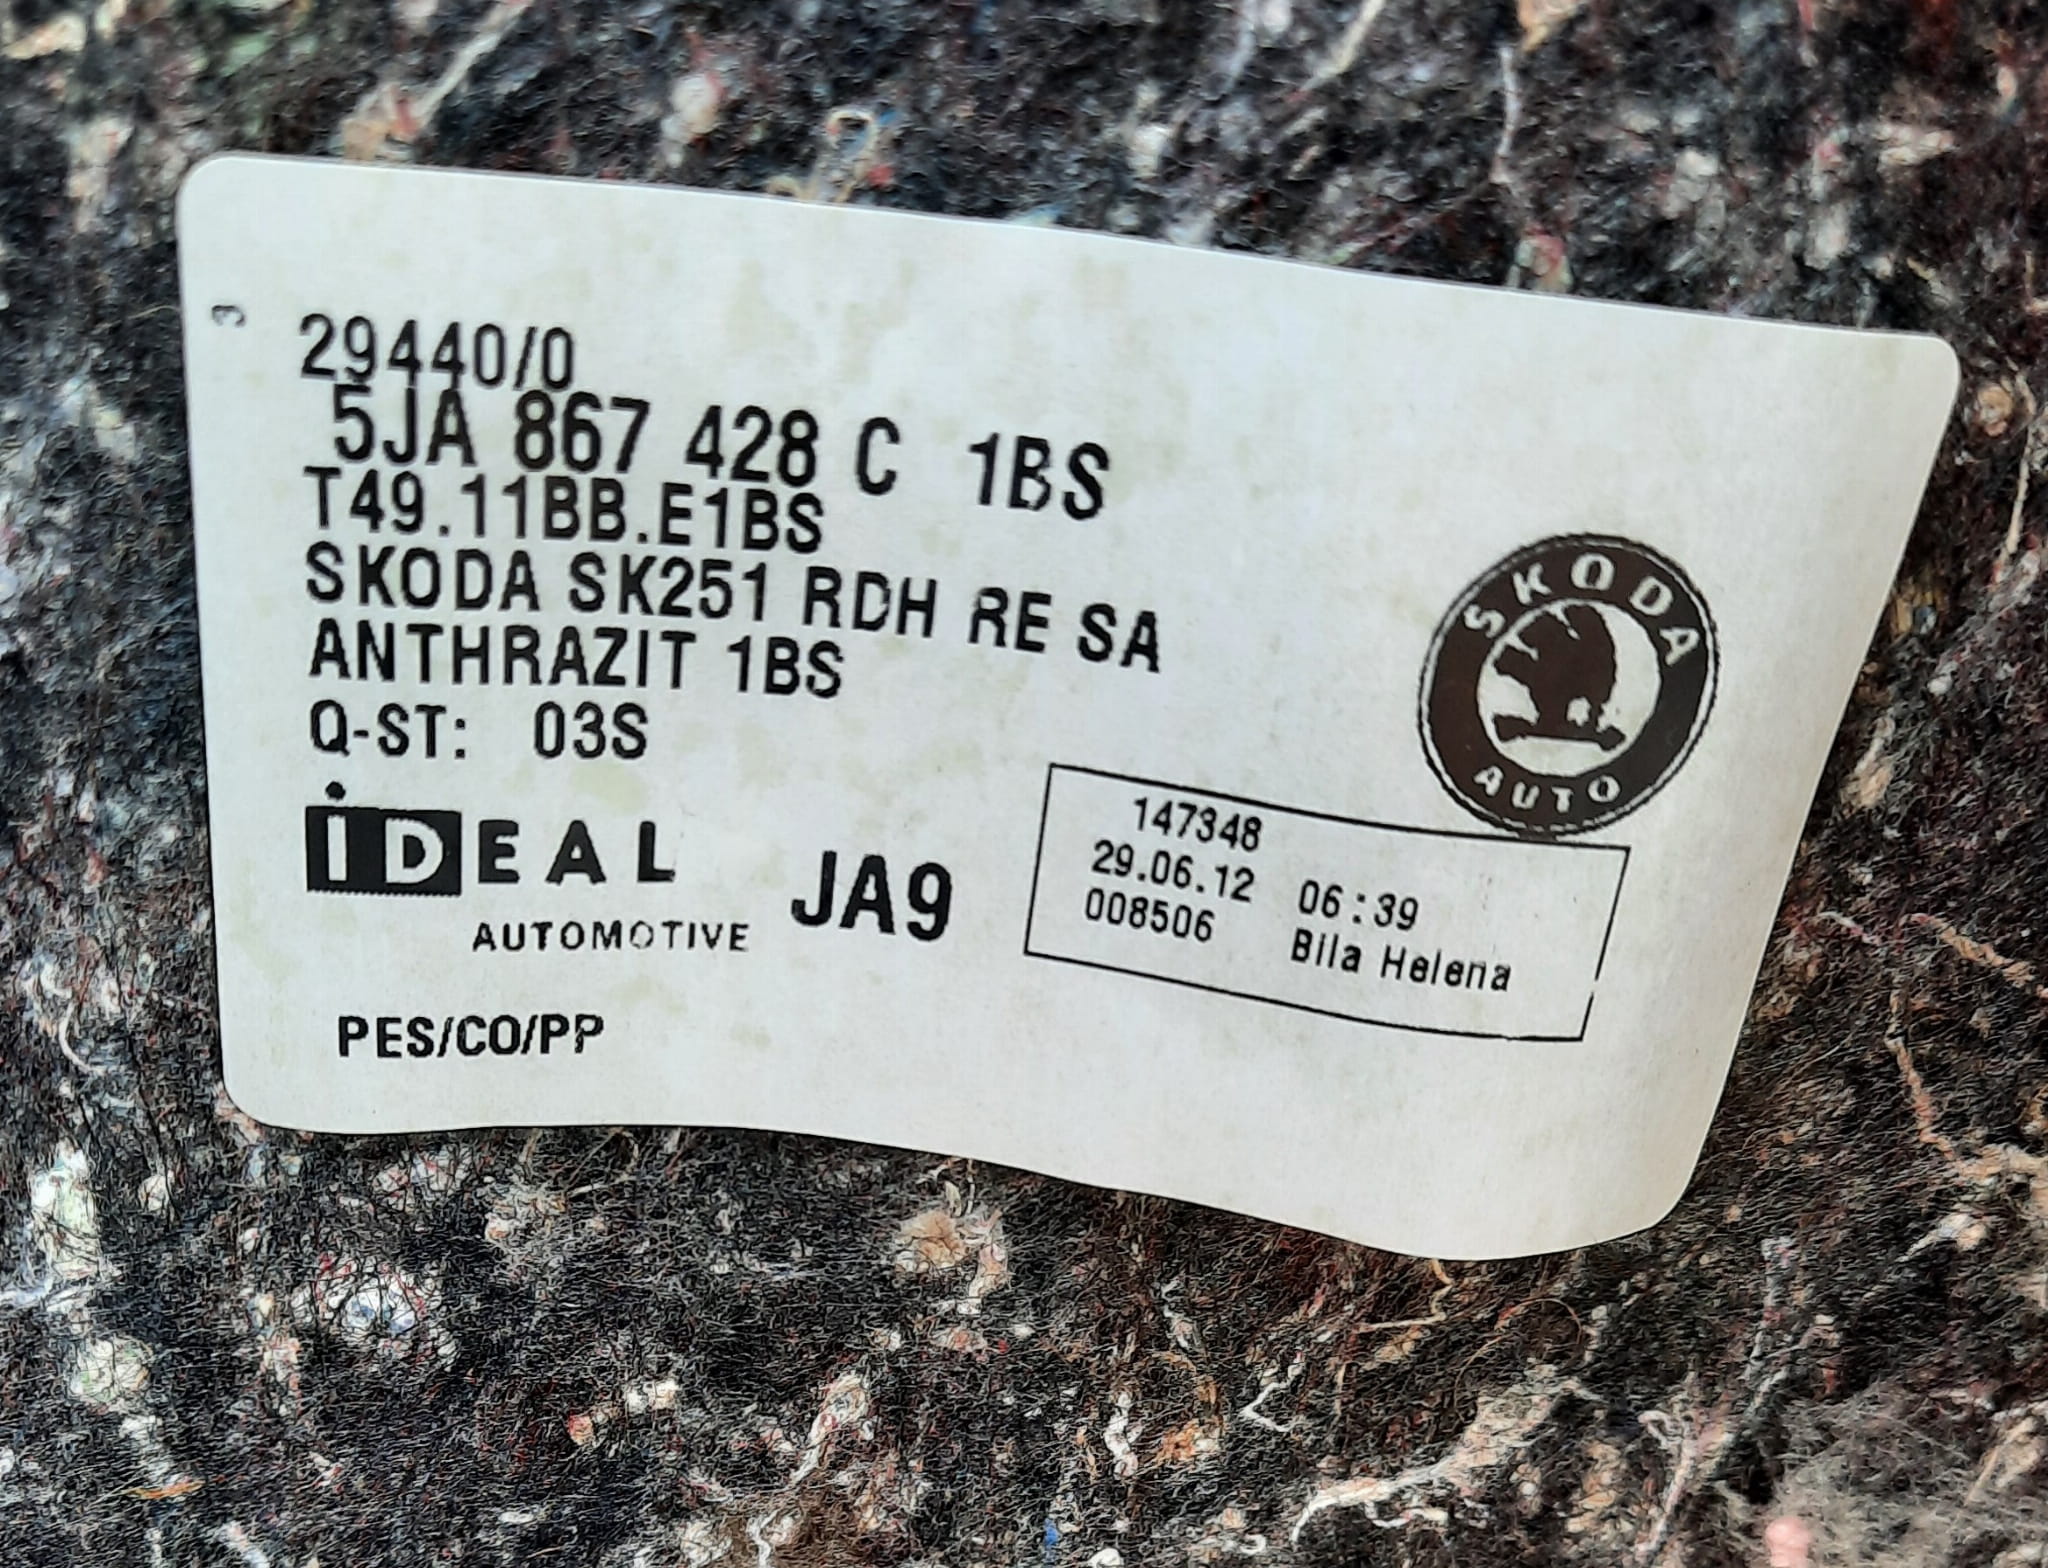 3
29440/0
5JA 867 428 C 1BS
T49.11BB.E1BS
SKODA SK251 RDH RE SA
ANTHRAZIT 1BS
Q-ST: 03S
SKODA
AUTO
iDEAL
AUTOMOTIVE
JA9
147348
29.06.12 06:39
008506 Bila Helena
PES/CO/PP